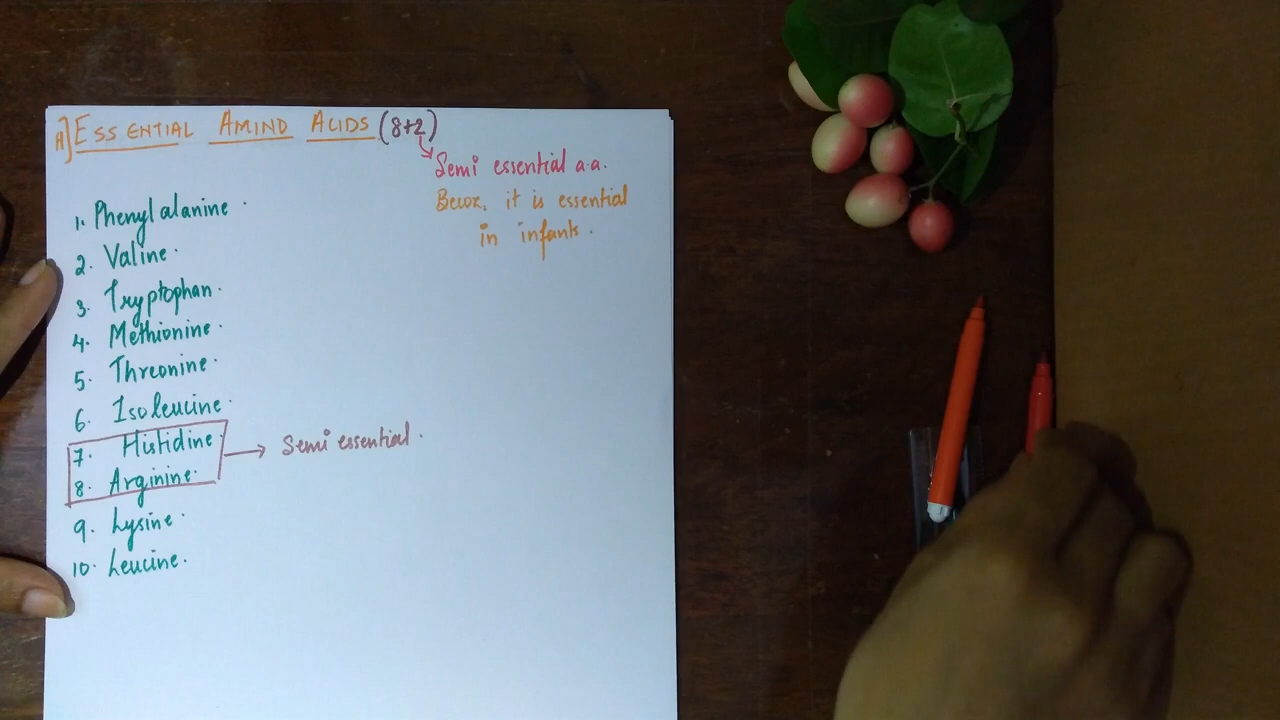 A] ESSENTIAL AMINO ACIDS (8+2)
Semi essential a.a.
Becoz, it is essential
in infants.
1. Phenylalanine.
2. Valine.
3. Tryptophan.
4. Methionine.
5. Threonine.
6. Isoleucine.
7. Histidine. → Semi essential.
8. Arginine.
9. Lysine.
10. Leucine.